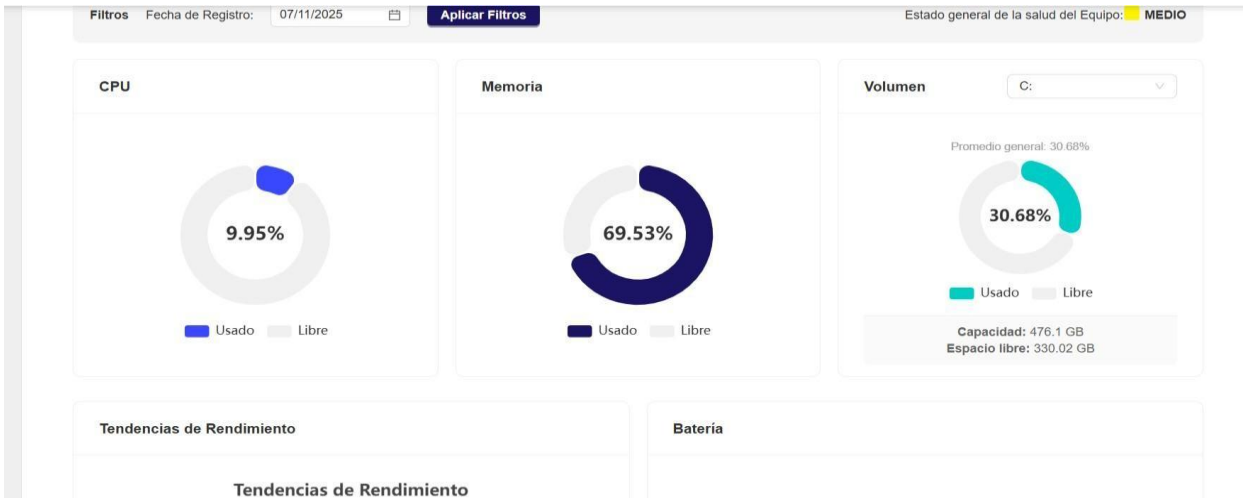 Filtros Fecha de Registro: 07/11/2025 Aplicar Filtros Estado general de la salud del Equipo: MEDIO
CPU
9.95%
Usado Libre
Memoria
69.53%
Usado Libre
Volumen C:
Promedio general: 30.68%
30.68%
Usado Libre
Capacidad: 476.1 GB
Espacio libre: 330.02 GB
Tendencias de Rendimiento
Tendencias de Rendimiento
Batería